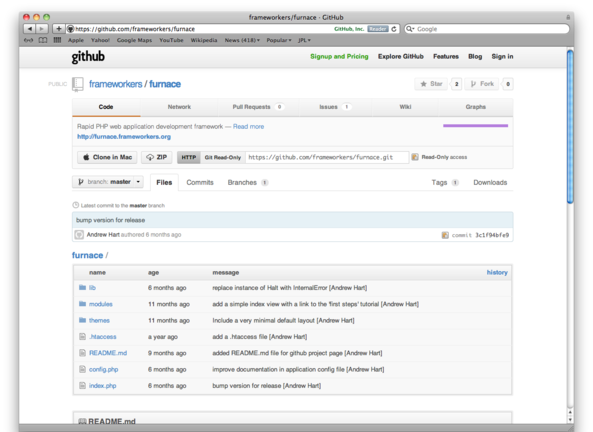 frameworkers/furnace · GitHub
https://github.com/frameworkers/furnace
GitHub, Inc. Reader
Google
Apple Yahoo! Google Maps YouTube Wikipedia News (418) Popular JPL
github
Signup and Pricing Explore GitHub Features Blog Sign in
PUBLIC
frameworkers / furnace
Star 2 Fork 0
Code Network Pull Requests 0 Issues 1 Wiki Graphs
Rapid PHP web application development framework — Read more
http://furnace.frameworkers.org
Clone in Mac ZIP HTTP Git Read-Only https://github.com/frameworkers/furnace.git Read-Only access
branch: master Files Commits Branches 1 Tags 1 Downloads
Latest commit to the master branch
bump version for release
Andrew Hart authored 6 months ago
commit 3c1f94bfe9
furnace /
name age message history
lib 6 months ago replace instance of Halt with InternalError [Andrew Hart]
modules 11 months ago add a simple index view with a link to the 'first steps' tutorial [Andrew Hart]
themes 11 months ago Include a very minimal default layout [Andrew Hart]
.htaccess a year ago add a .htaccess file [Andrew Hart]
README.md 9 months ago added README.md file for github project page [Andrew Hart]
config.php 6 months ago improve documentation in application config file [Andrew Hart]
index.php 6 months ago bump version for release [Andrew Hart]
README.md